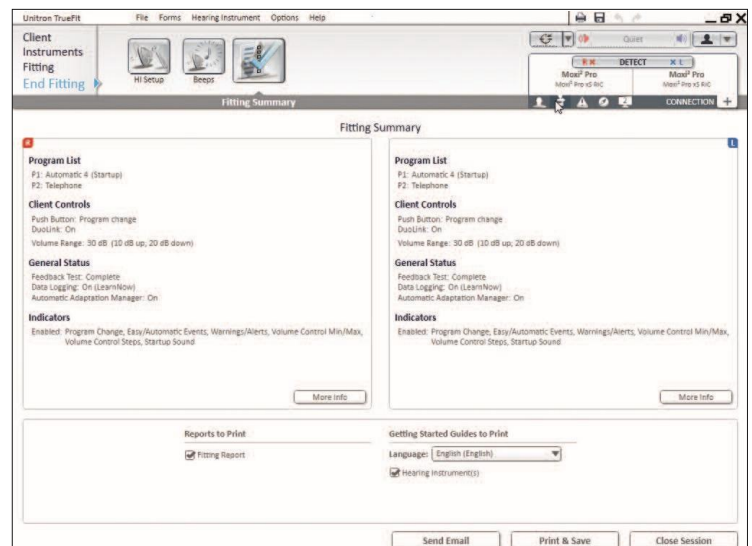 Unitron TrueFit File Forms Hearing Instrument Options Help
Client
Instruments
Fitting
End Fitting
HI Setup Beeps
Quiet
R DETECT L
Moxi² Pro Moxi² Pro
Moxi² Pro xS RIC Moxi² Pro xS RIC
Fitting Summary CONNECTION +
Fitting Summary
R
Program List
P1: Automatic 4 (Startup)
P2: Telephone
Client Controls
Push Button: Program change
DuoLink: On
Volume Range: 30 dB (10 dB up, 20 dB down)
General Status
Feedback Test: Complete
Data Logging: On (LearnNow)
Automatic Adaptation Manager: On
Indicators
Enabled: Program Change, Easy/Automatic Events, Warnings/Alerts, Volume Control Min/Max,
Volume Control Steps, Startup Sound
More Info
L
Program List
P1: Automatic 4 (Startup)
P2: Telephone
Client Controls
Push Button: Program change
DuoLink: On
Volume Range: 30 dB (10 dB up, 20 dB down)
General Status
Feedback Test: Complete
Data Logging: On (LearnNow)
Automatic Adaptation Manager: On
Indicators
Enabled: Program Change, Easy/Automatic Events, Warnings/Alerts, Volume Control Min/Max,
Volume Control Steps, Startup Sound
More Info
Reports to Print
Fitting Report
Getting Started Guides to Print
Language: English (English)
Hearing Instrument(s)
Send Email Print & Save Close Session